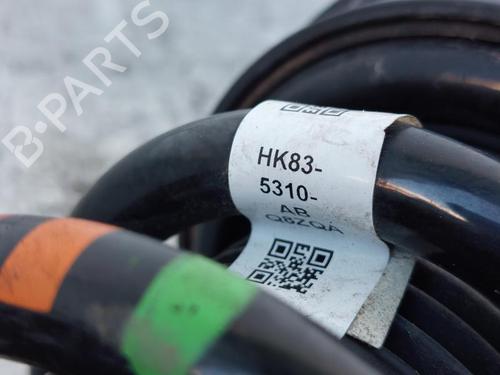 B-PARTS
HK83-
5310-
AB
Q8ZQA